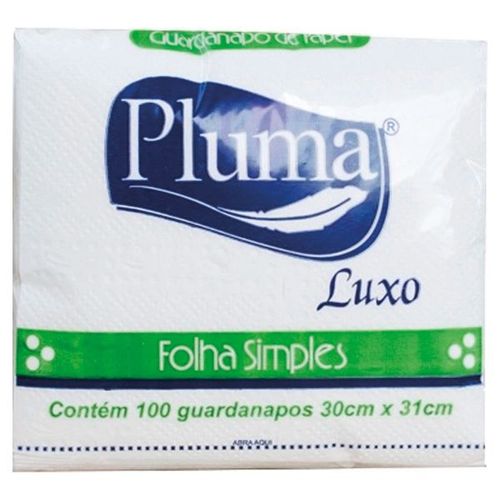 Guardanapo de Papel
Pluma®
Luxo
Folha Simples
Contém 100 guardanapos 30cm x 31cm
ABRA AQUI